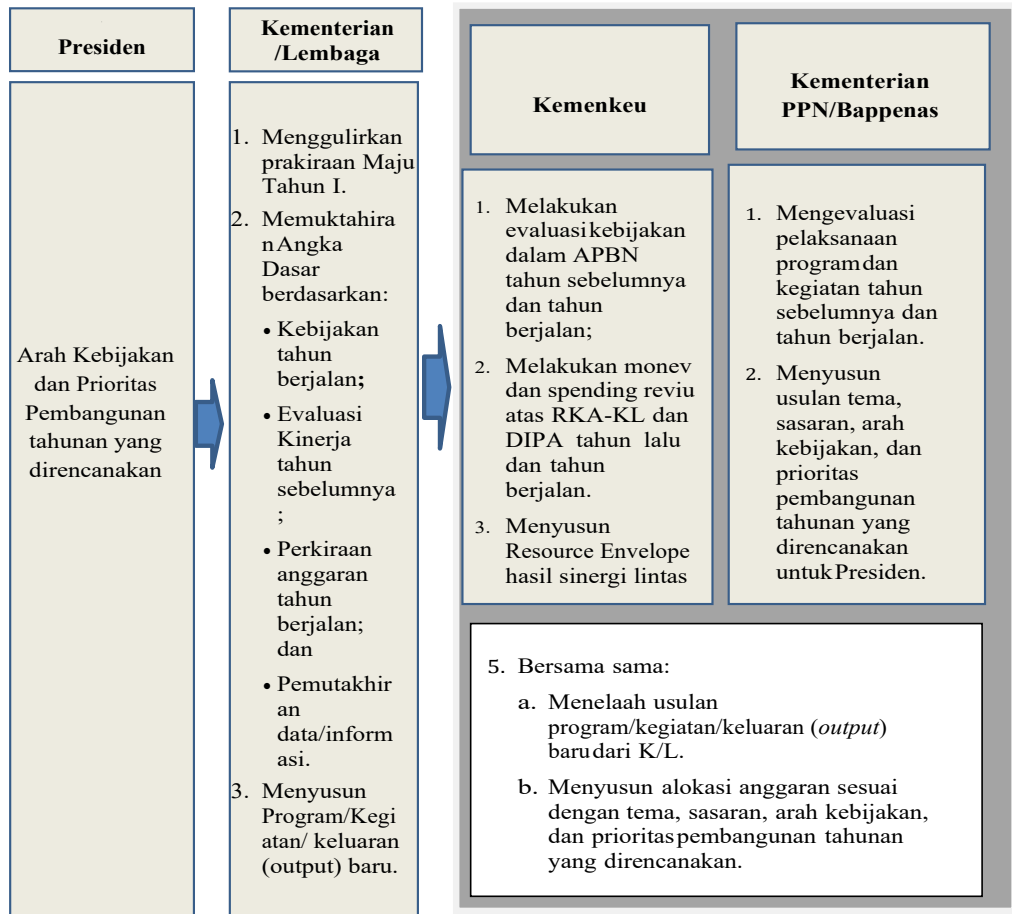 Presiden
Arah Kebijakan
dan Prioritas
Pembangunan
tahunan yang
direncanakan
Kementerian
/Lembaga
1. Menggulirkan
prakiraan Maju
Tahun I.
2. Memuktahira
nAngka
Dasar
berdasarkan:
• Kebijakan
tahun
berjalan;
• Evaluasi
Kinerja
tahun
sebelumnya
;
• Perkiraan
anggaran
tahun
berjalan;
dan
• Pemutakhir
an
data/inform
asi.
3. Menyusun
Program/Kegi
atan/ keluaran
(output) baru.
Kemenkeu
1. Melakukan
evaluasikebijakan
dalam APBN
tahun sebelumnya
dan tahun
berjalan;
2. Melakukan monev
dan spending reviu
atas RKA-KL dan
DIPA tahun lalu
dan tahun
berjalan.
3. Menyusun
Resource Envelope
hasil sinergi lintas
Kementerian
PPN/Bappenas
1. Mengevaluasi
pelaksanaan
programdan
kegiatan tahun
sebelumnya dan
tahun berjalan.
2. Menyusun
usulan tema,
sasaran, arah
kebijakan, dan
prioritas
pembangunan
tahunan yang
direncanakan
untukPresiden.
5. Bersama sama:
a. Menelaah usulan
program/kegiatan/keluaran (output)
barudari K/L.
b. Menyusun alokasi anggaran sesuai
dengan tema, sasaran, arah kebijakan,
dan prioritaspembangunan tahunan
yang direncanakan.